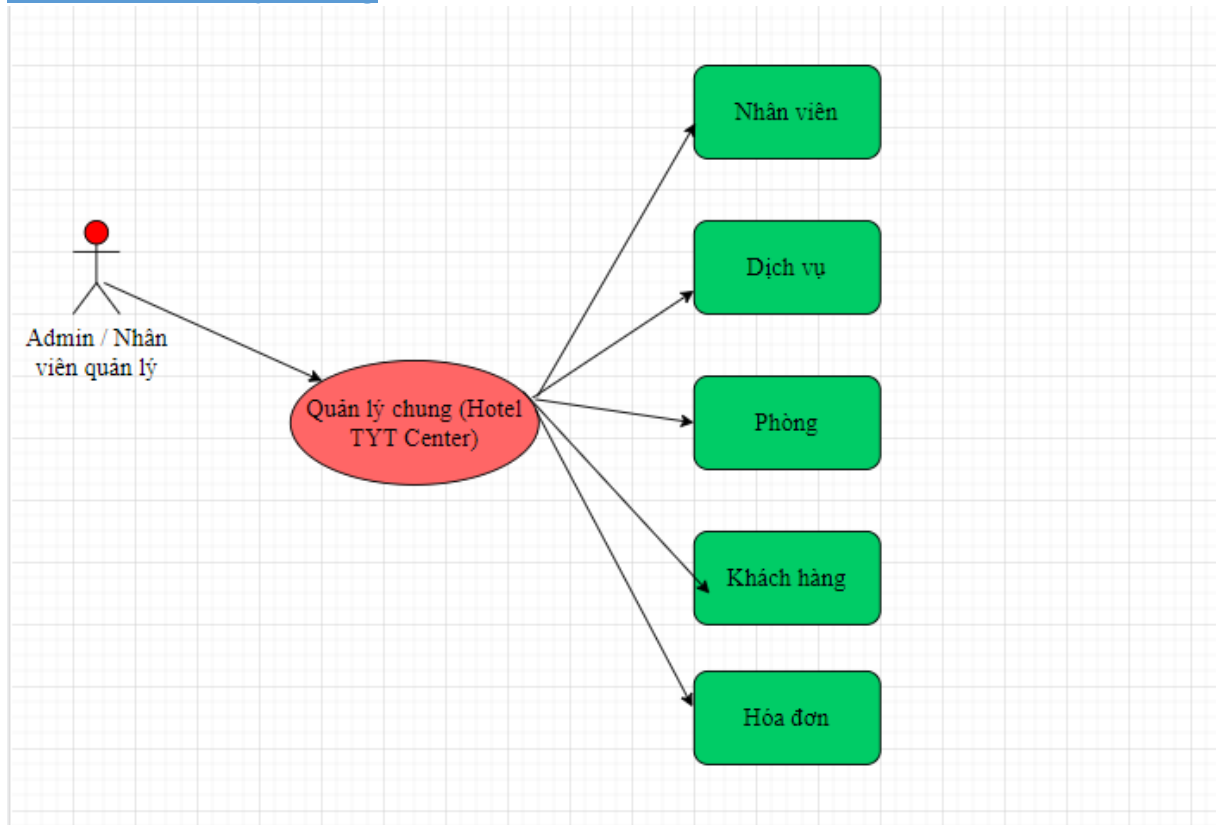 Nhân viên
Dịch vụ
Admin / Nhân
viên quản lý
Quản lý chung (Hotel
TYT Center)
Phòng
Khách hàng
Hóa đơn